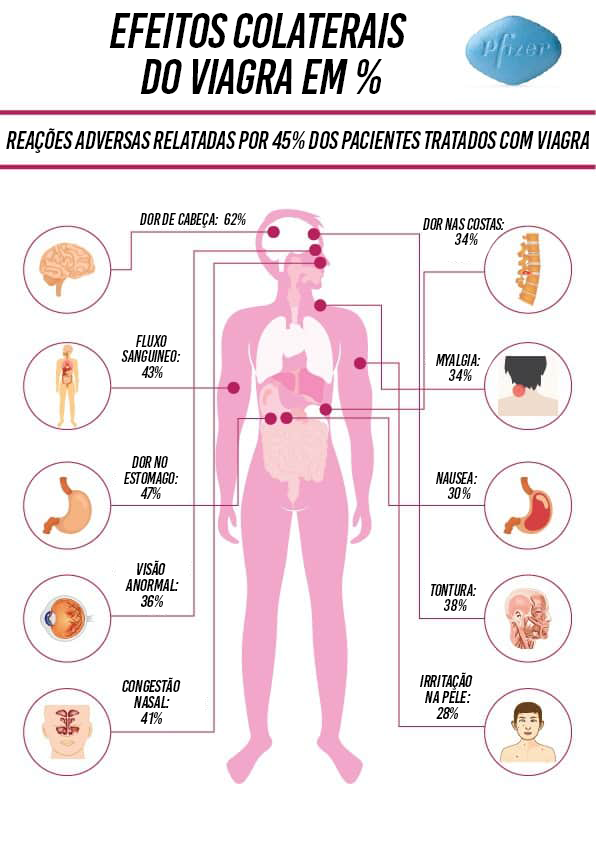 EFEITOS COLATERAIS
DO VIAGRA EM %
Pfizer
REAÇÕES ADVERSAS RELATADAS POR 45% DOS PACIENTES TRATADOS COM VIAGRA
DOR DE CABEÇA: 62%
FLUXO
SANGUINEO:
43%
DOR NO
ESTOMAGO:
47%
VISÃO
ANORMAL:
36%
CONGESTÃO
NASAL:
41%
DOR NAS COSTAS:
34%
MYALGIA:
34%
NAUSEA:
30%
TONTURA:
38%
IRRITAÇÃO
NA PELE:
28%